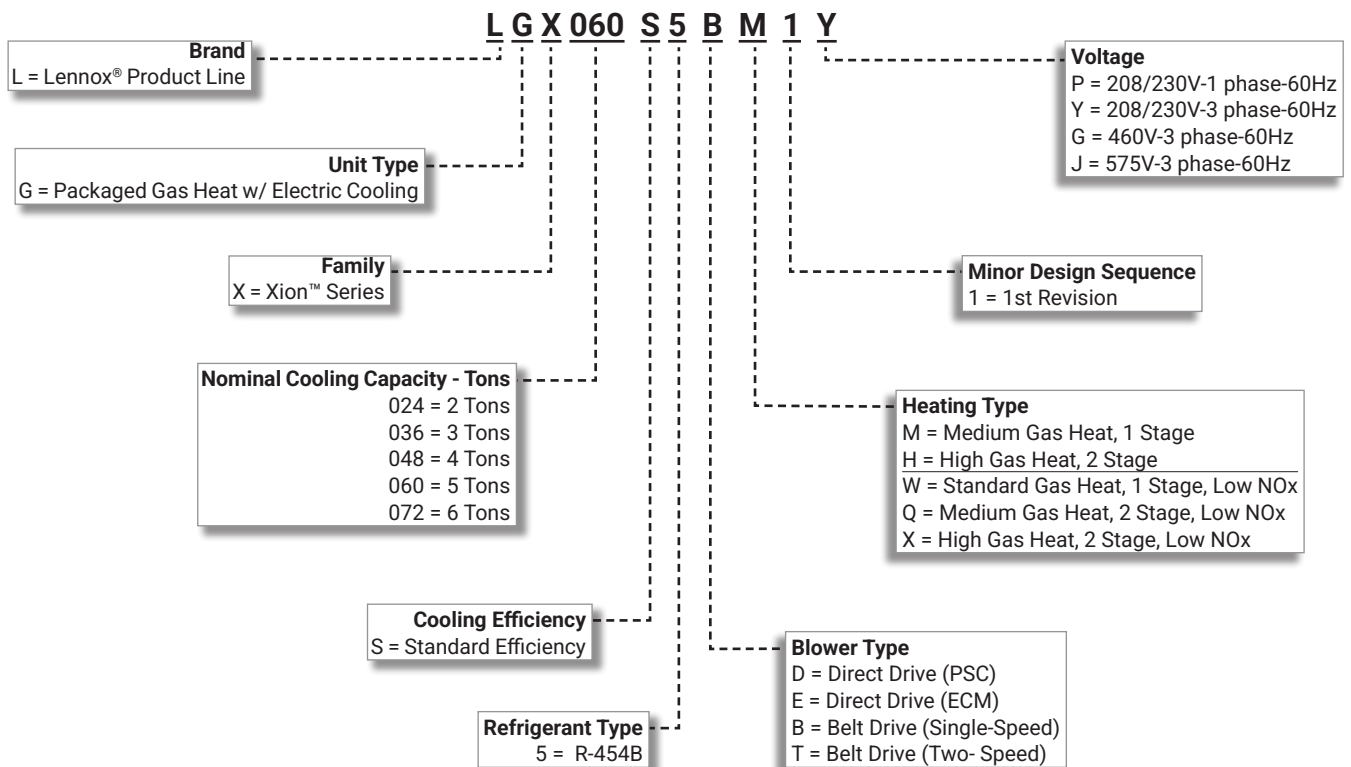 L G X 060 S 5 B M 1 Y
Brand
L = Lennox® Product Line
Unit Type
G = Packaged Gas Heat w/ Electric Cooling
Family
X = Xion™ Series
Nominal Cooling Capacity - Tons
024 = 2 Tons
036 = 3 Tons
048 = 4 Tons
060 = 5 Tons
072 = 6 Tons
Cooling Efficiency
S = Standard Efficiency
Refrigerant Type
5 = R-454B
Voltage
P = 208/230V-1 phase-60Hz
Y = 208/230V-3 phase-60Hz
G = 460V-3 phase-60Hz
J = 575V-3 phase-60Hz
Minor Design Sequence
1 = 1st Revision
Heating Type
M = Medium Gas Heat, 1 Stage
H = High Gas Heat, 2 Stage
W = Standard Gas Heat, 1 Stage, Low NOx
Q = Medium Gas Heat, 2 Stage, Low NOx
X = High Gas Heat, 2 Stage, Low NOx
Blower Type
D = Direct Drive (PSC)
E = Direct Drive (ECM)
B = Belt Drive (Single-Speed)
T = Belt Drive (Two- Speed)